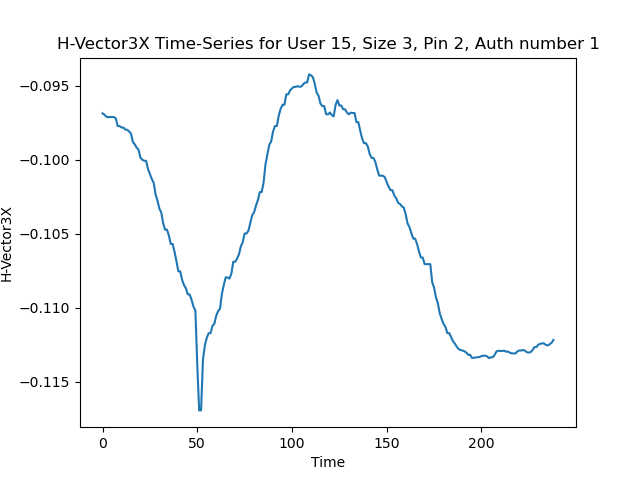 H-Vector3X Time-Series for User 15, Size 3, Pin 2, Auth number 1
−0.095
−0.100
−0.105
−0.110
−0.115
H-Vector3X
0 50 100 150 200
Time